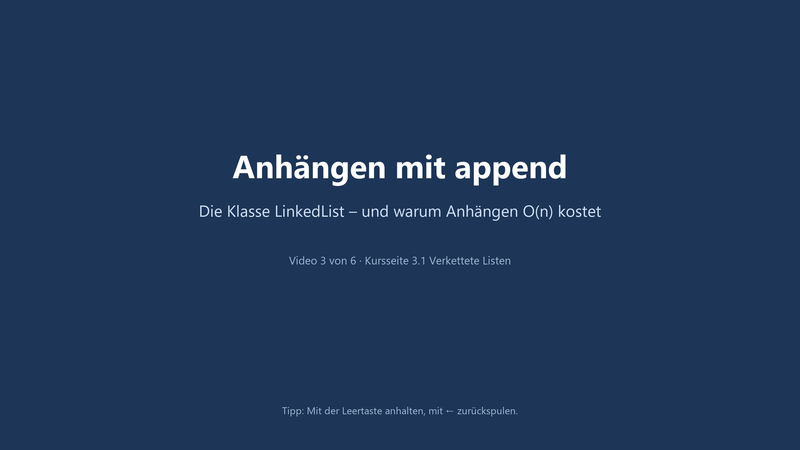 Anhängen mit append
Die Klasse LinkedList – und warum Anhängen O(n) kostet
Video 3 von 6 · Kursseite 3.1 Verkettete Listen
Tipp: Mit der Leertaste anhalten, mit ← zurückspulen.